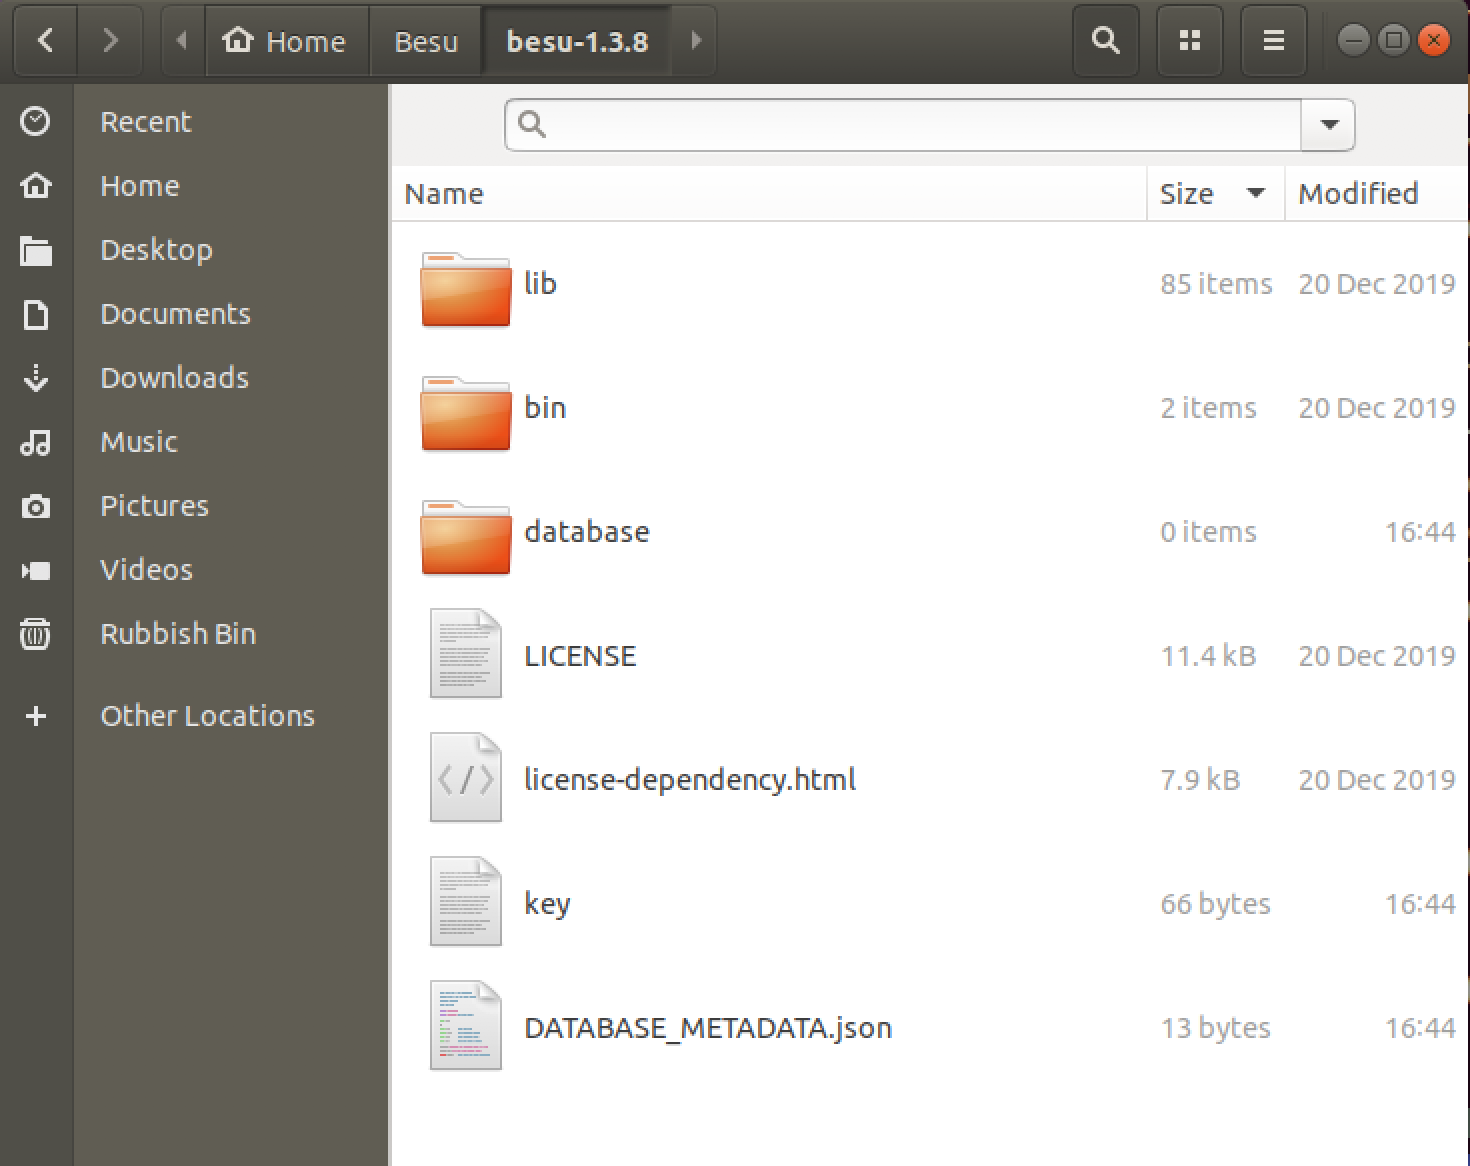 Home Besu besu-1.3.8
Recent
Home
Desktop
Documents
Downloads
Music
Pictures
Videos
Rubbish Bin
Other Locations
Name Size Modified
lib 85 items 20 Dec 2019
bin 2 items 20 Dec 2019
database 0 items 16:44
LICENSE 11.4 kB 20 Dec 2019
license-dependency.html 7.9 kB 20 Dec 2019
key 66 bytes 16:44
DATABASE_METADATA.json 13 bytes 16:44